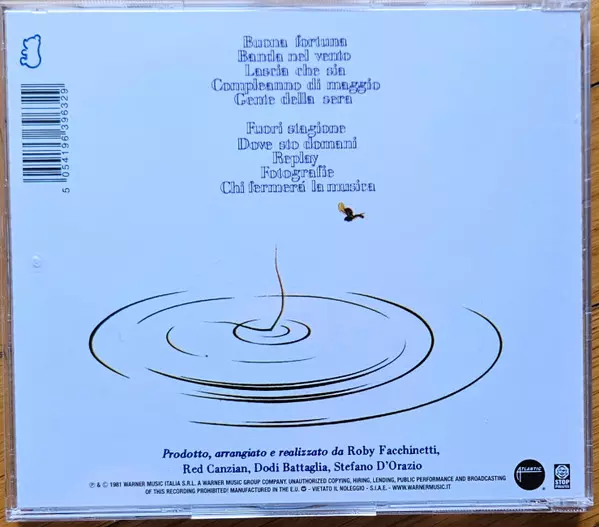 Buona fortuna
Banda nel vento
Lascia che sia
Compleanno di maggio
Gente della sera
Fuori stagione
Dove sto domani
Replay
Fotografie
Chi fermerá la musica
5 054196 396329
Prodotto, arrangiato e realizzato da Roby Facchinetti,
Red Canzian, Dodi Battaglia, Stefano D'Orazio
℗ & © 1981 WARNER MUSIC ITALIA S.R.L. A WARNER MUSIC GROUP COMPANY. UNAUTHORIZED COPYING, HIRING, LENDING, PUBLIC PERFORMANCE AND BROADCASTING
OF THIS RECORDING PROHIBITED! MANUFACTURED IN THE E.U. - VIETATO IL NOLEGGIO - S.I.A.E. - WWW.WARNERMUSIC.IT
ATLANTIC
STOP